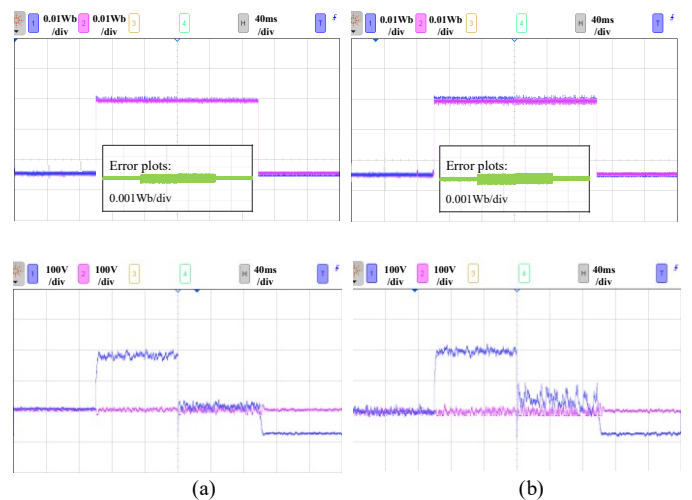 1 0.01Wb /div 2 0.01Wb /div 3 4 H 40ms /div T
1 0.01Wb /div 2 0.01Wb /div 3 4 H 40ms /div T
Error plots:
0.001Wb/div
Error plots:
0.001Wb/div
1 100V /div 2 100V /div 3 4 H 40ms /div T
1 100V /div 2 100V /div 3 4 H 40ms /div T
(a)
(b)